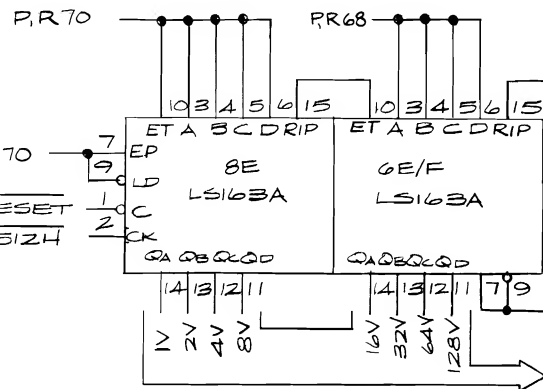 P,R70 P,R68
10 3 4 5 6 15 10 3 4 5 6 15
ET A B C D RIP ET A B C D RIP
70 7 EP 8E 6E/F
9 LD LS163A LS163A
ESET 1 C
512H 2 CK
QA QB QC QD QA QB QC QD
14 13 12 11 14 13 12 11 7 9
1V 2V 4V 8V 16V 32V 64V 128V